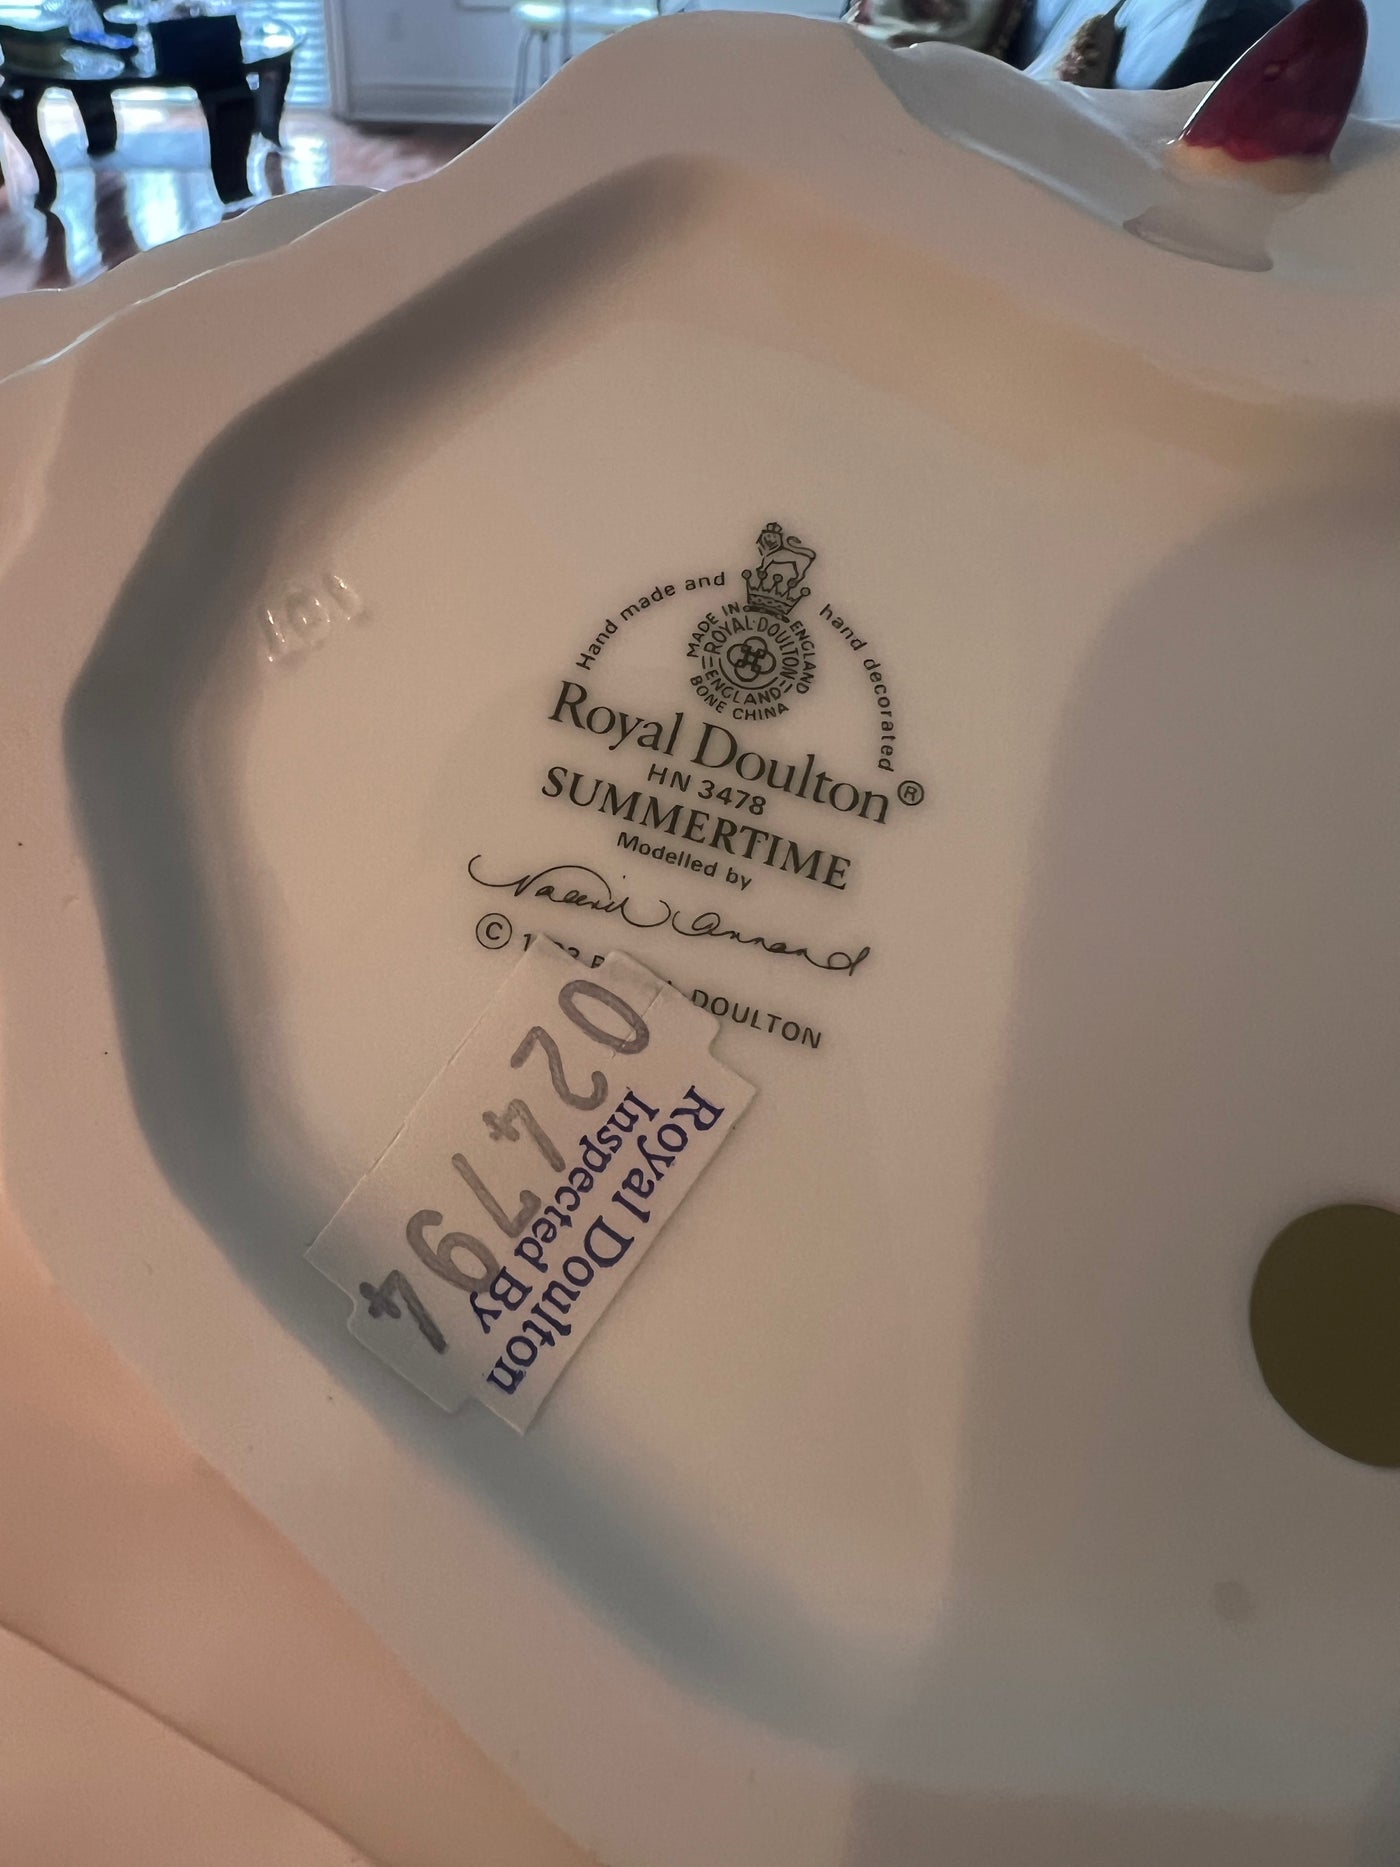 Hand made and hand decorated
MADE IN ENGLAND
ROYAL·DOULTON
ENGLAND
BONE CHINA
Royal Doulton®
HN 3478
SUMMERTIME
Modelled by
© DOULTON
Royal Doulton
Inspected By
024794